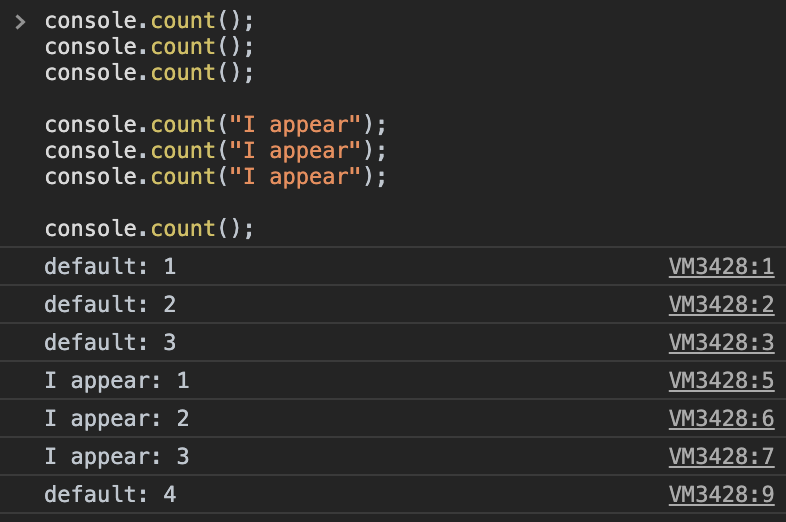 console.count();
console.count();
console.count();
console.count("I appear");
console.count("I appear");
console.count("I appear");
console.count();
default: 1 VM3428:1
default: 2 VM3428:2
default: 3 VM3428:3
I appear: 1 VM3428:5
I appear: 2 VM3428:6
I appear: 3 VM3428:7
default: 4 VM3428:9